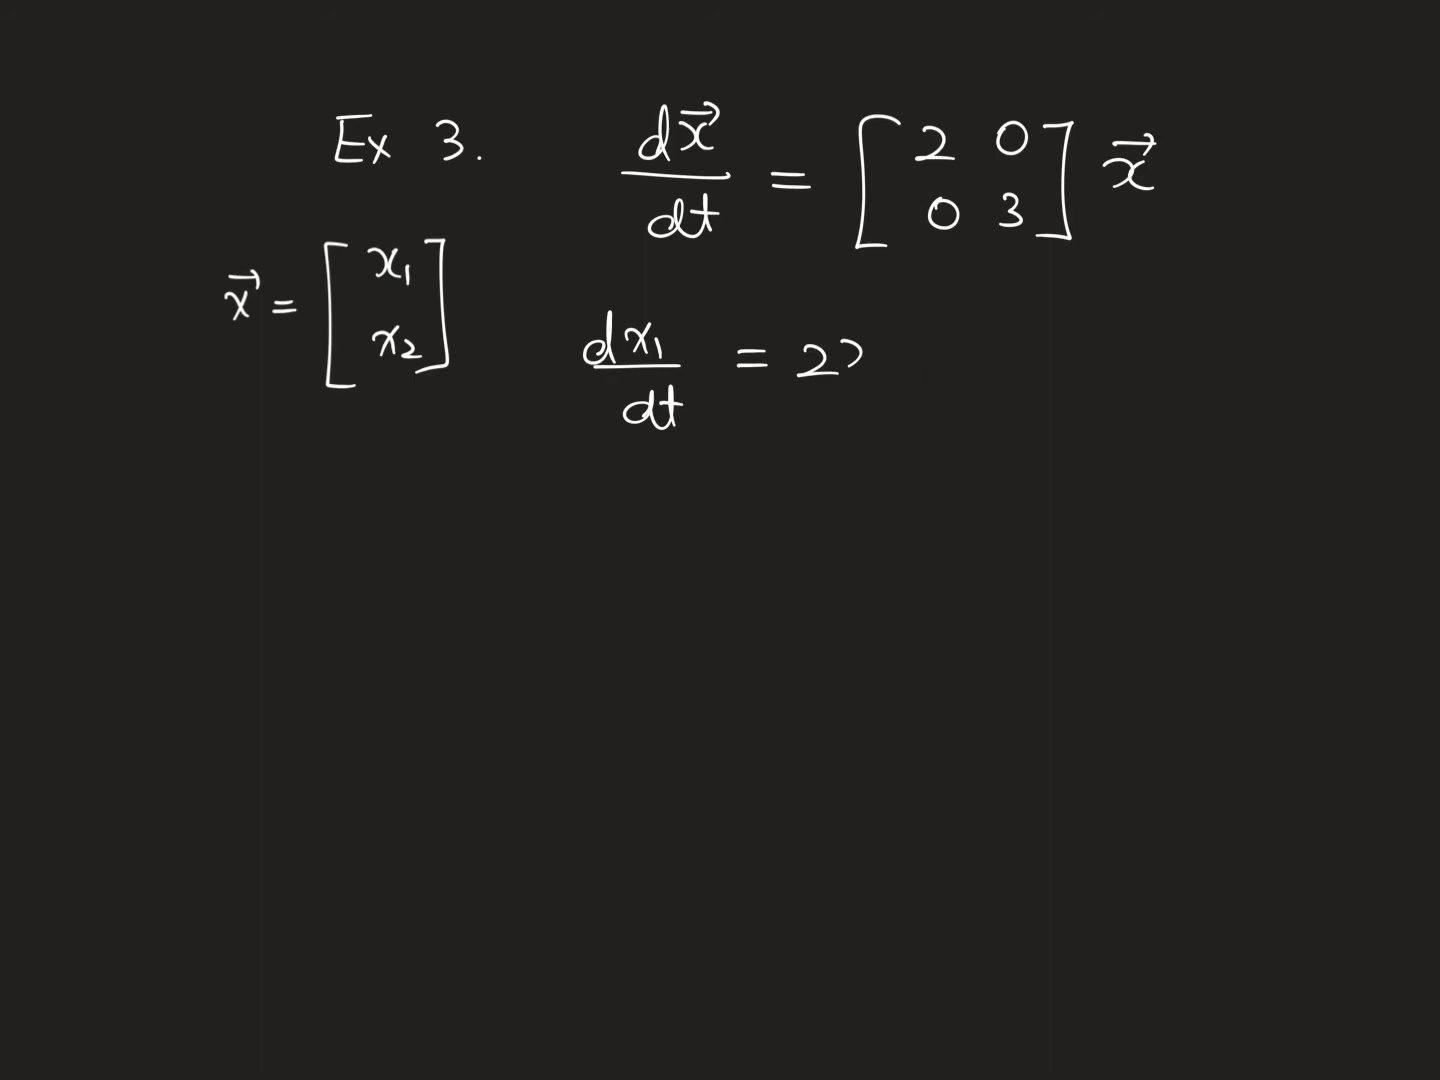 Ex 3. dx⃗/dt = [2 0; 0 3] x⃗
x⃗ = [x₁; x₂]
dx₁/dt = 2